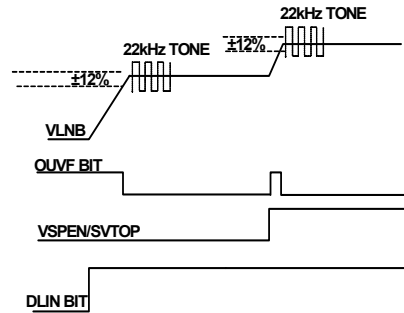 22kHz TONE
±12%
22kHz TONE
±12%
VLNB
OUVF BIT
VSPEN/SVTOP
DLIN BIT